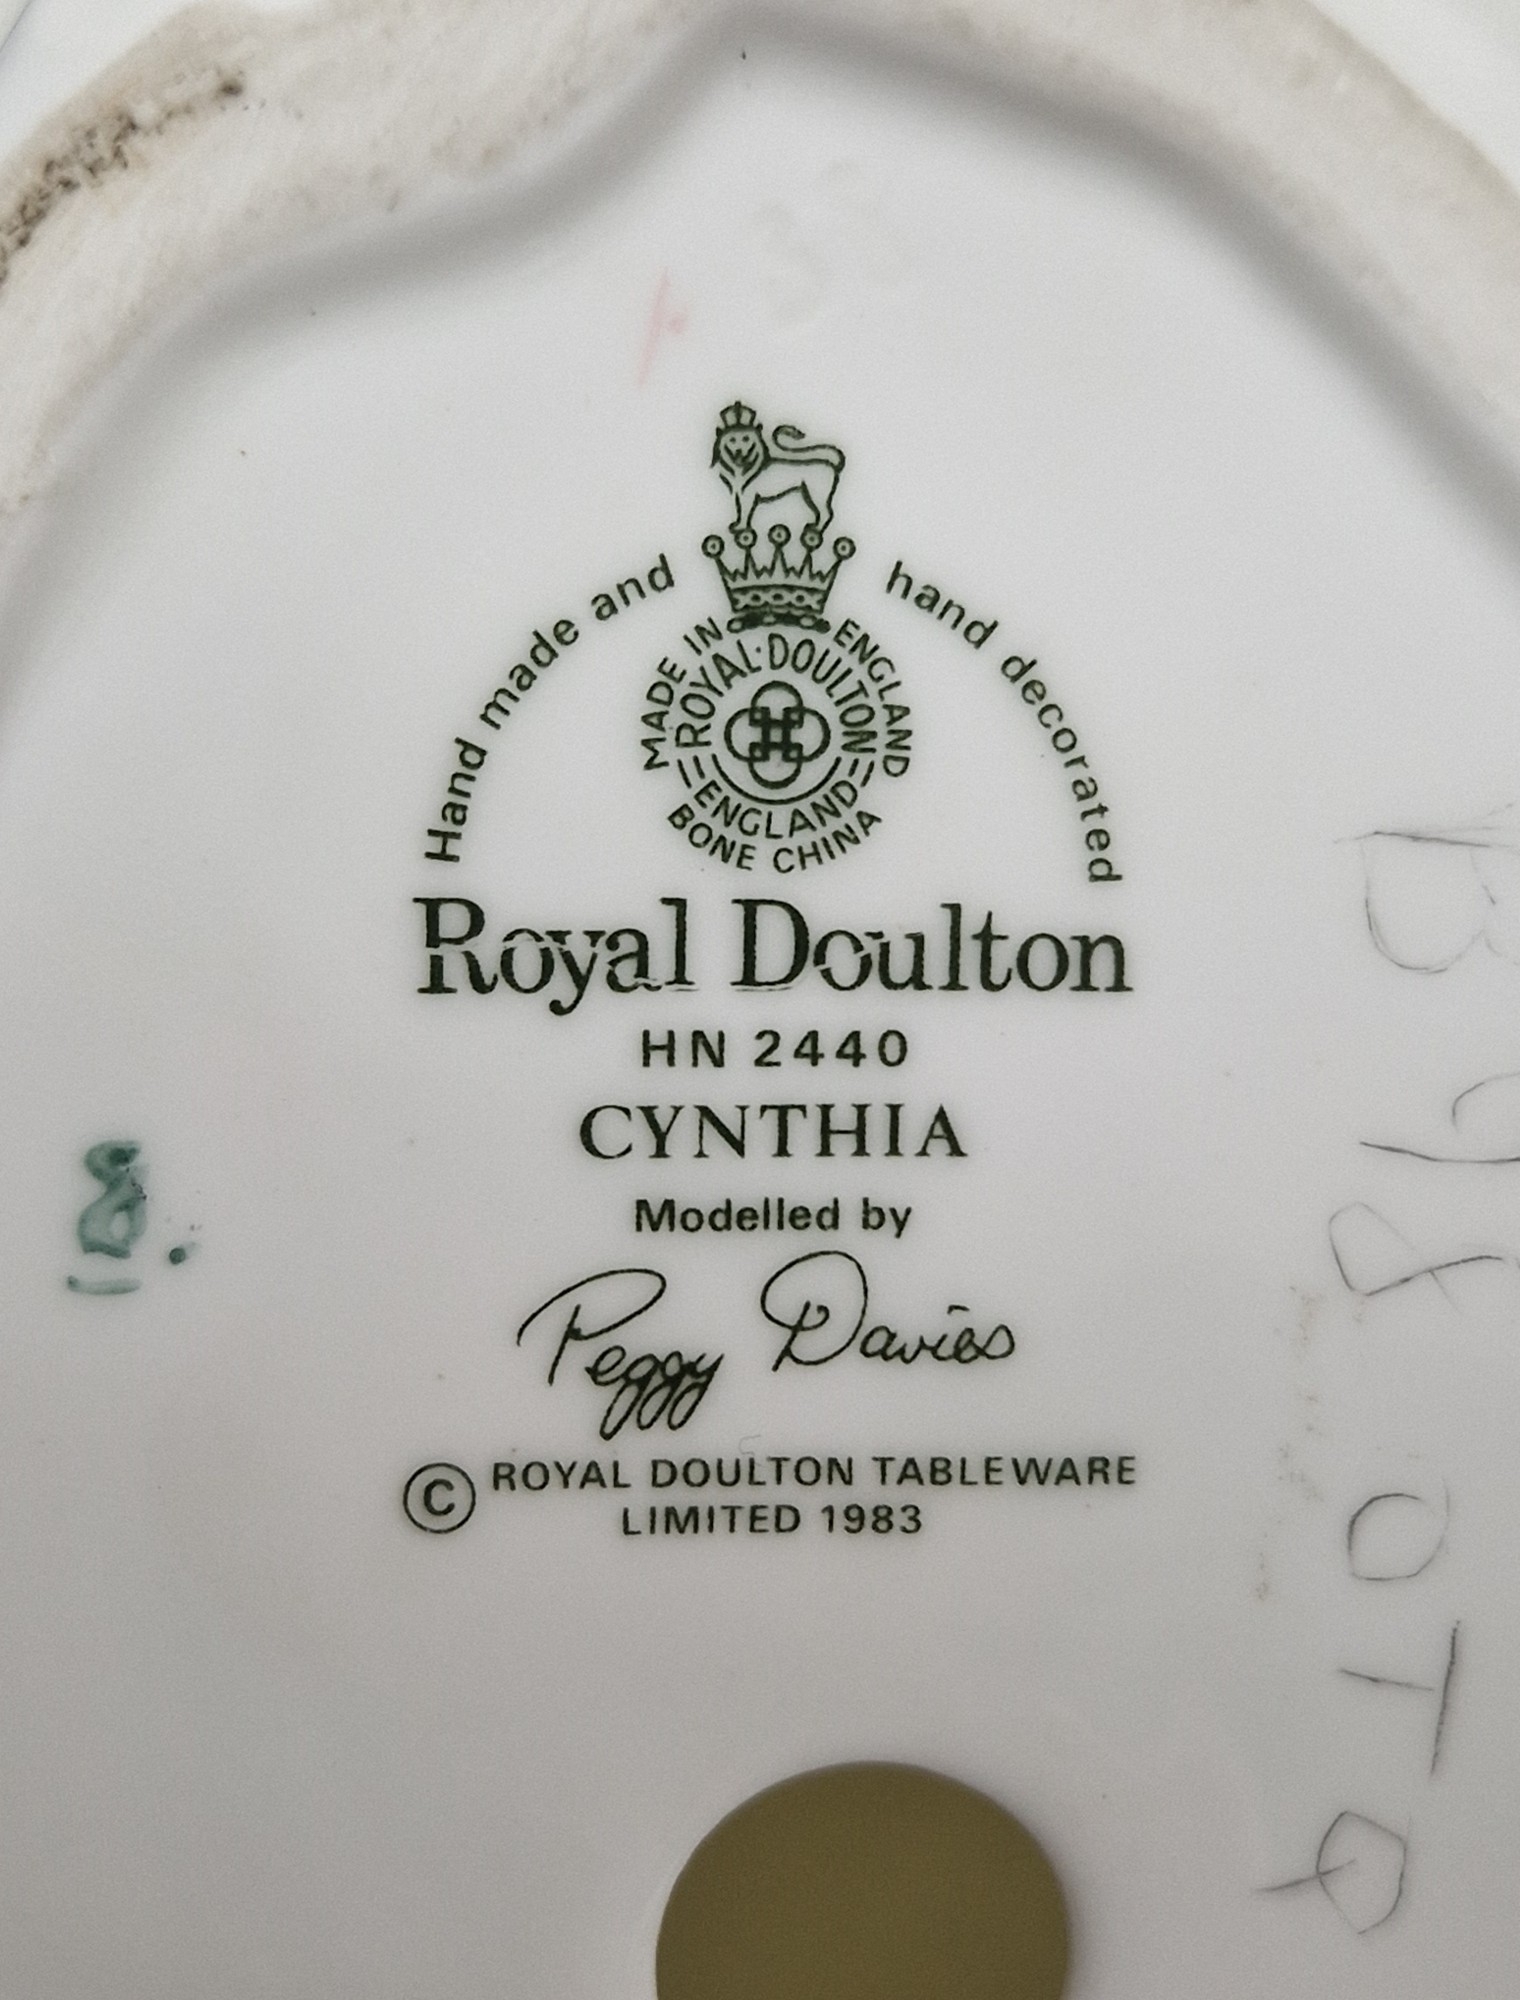 Hand made and hand decorated
MADE IN ENGLAND
ROYAL·DOULTON
ENGLAND
BONE CHINA
Royal Doulton
HN 2440
CYNTHIA
Modelled by
Peggy Davies
© ROYAL DOULTON TABLEWARE
LIMITED 1983
8.